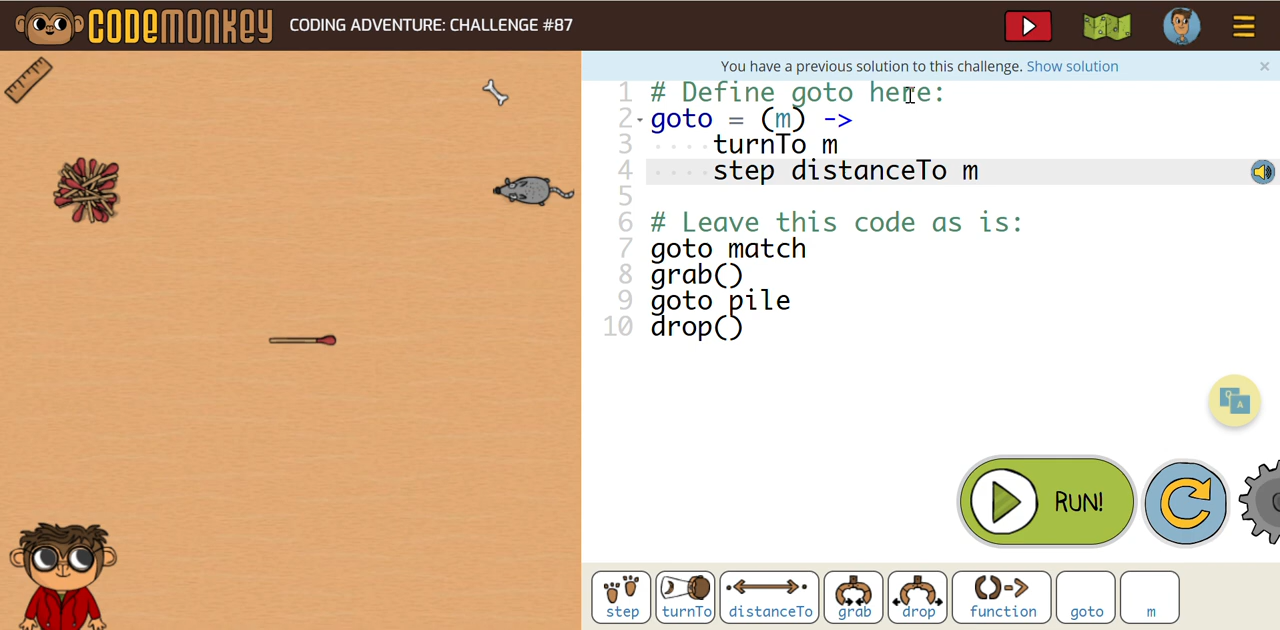 CODEMONKEY CODING ADVENTURE: CHALLENGE #87
You have a previous solution to this challenge. Show solution ×
1 # Define goto here:
2 goto = (m) ->
3 turnTo m
4 step distanceTo m
5
6 # Leave this code as is:
7 goto match
8 grab()
9 goto pile
10 drop()
Q A
RUN!
step turnTo distanceTo grab drop function goto m